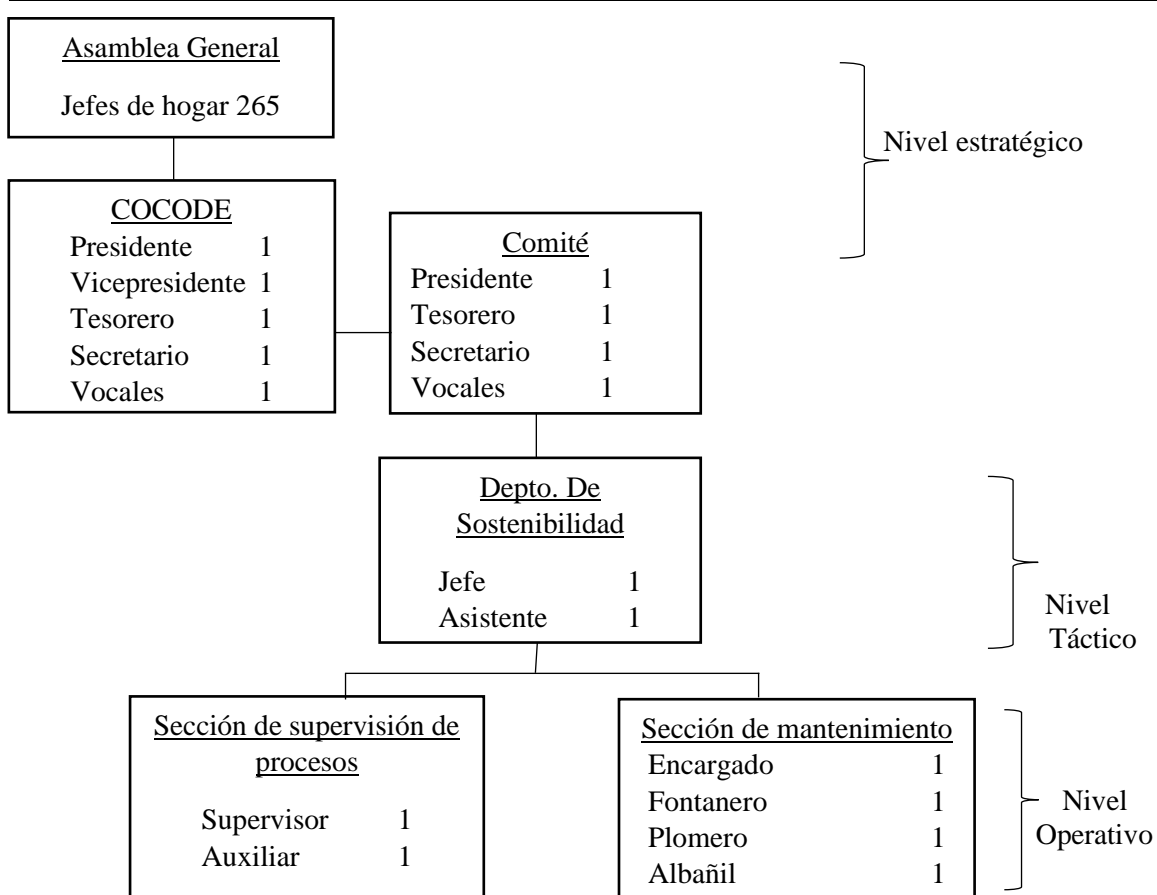 Asamblea General
Jefes de hogar 265
Nivel estratégico
COCODE
Presidente 1
Vicepresidente 1
Tesorero 1
Secretario 1
Vocales 1
Comité
Presidente 1
Tesorero 1
Secretario 1
Vocales 1
Depto. De
Sostenibilidad
Jefe 1
Asistente 1
Nivel
Táctico
Sección de supervisión de
procesos
Supervisor 1
Auxiliar 1
Sección de mantenimiento
Encargado 1
Fontanero 1
Plomero 1
Albañil 1
Nivel
Operativo